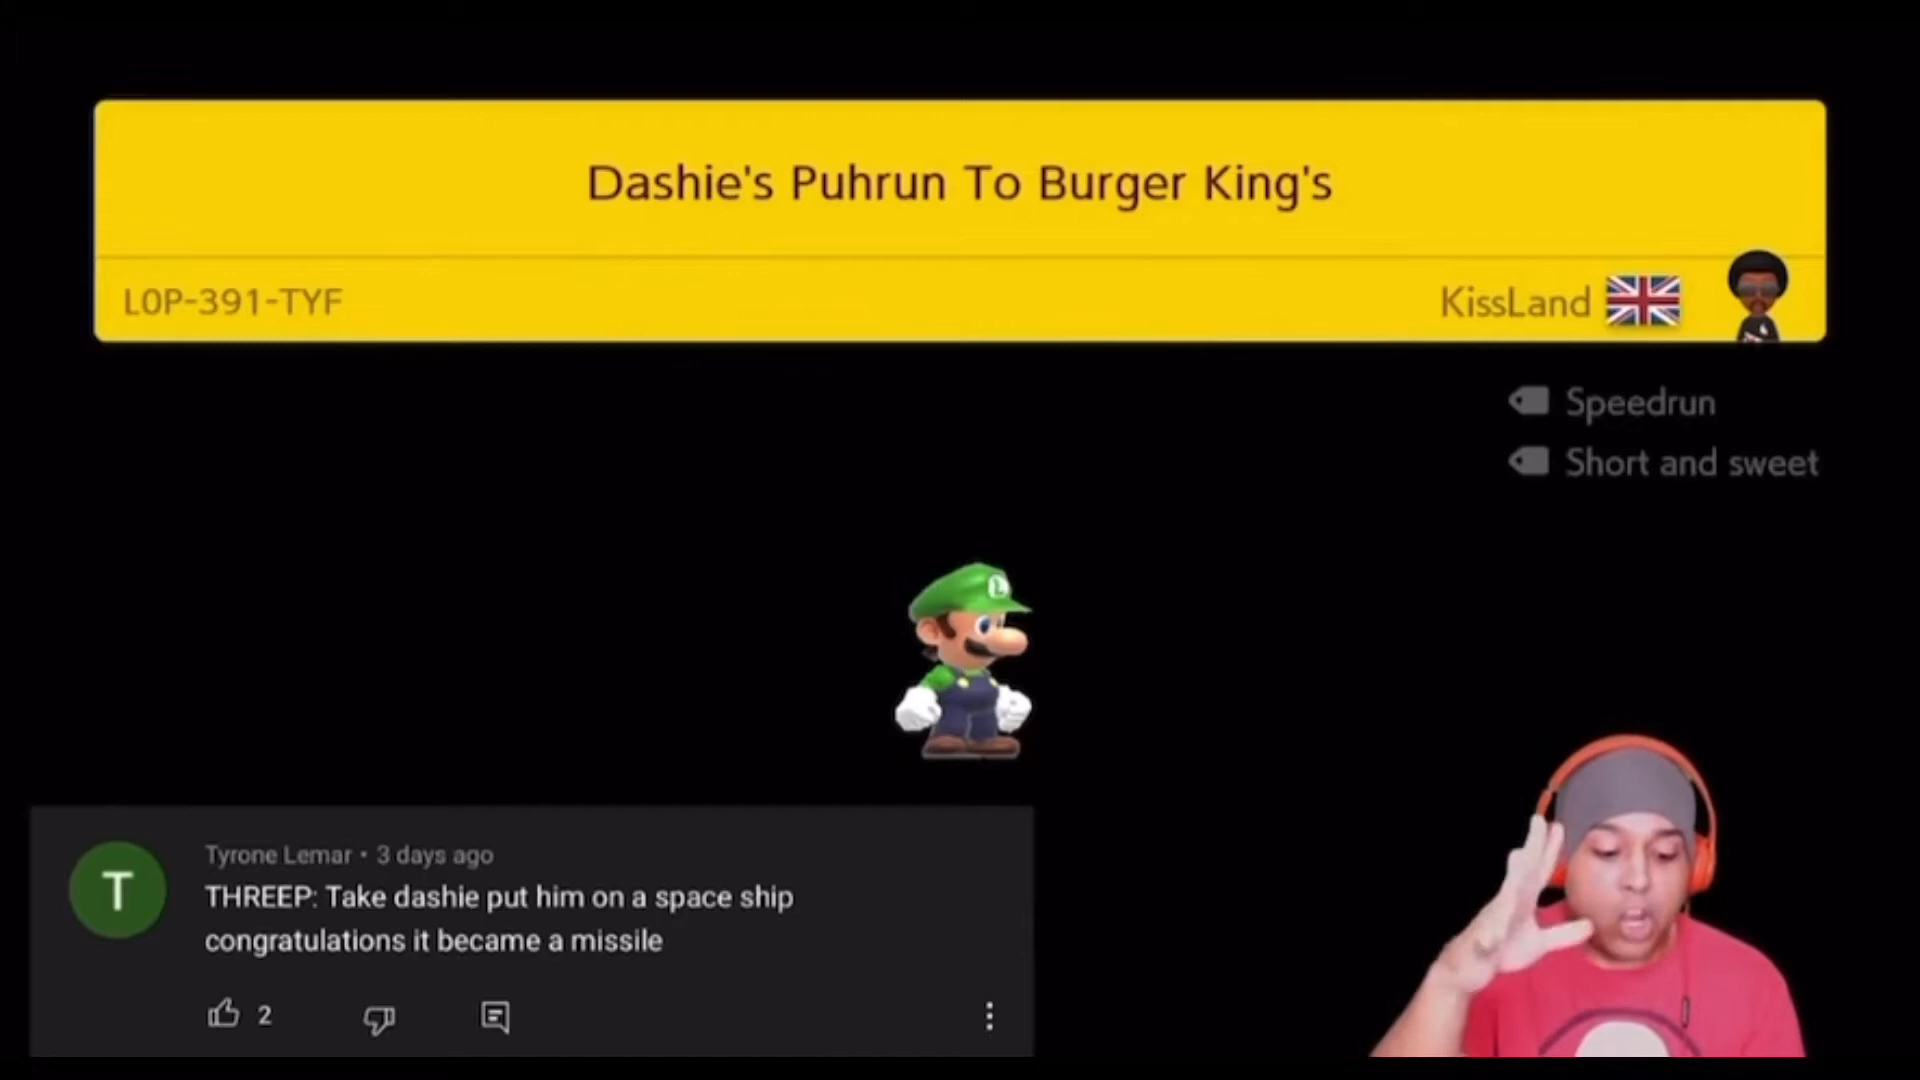 Dashie's Puhrun To Burger King's
L0P-391-TYF
KissLand
Speedrun
Short and sweet
L
T
Tyrone Lemar • 3 days ago
THREEP: Take dashie put him on a space ship
congratulations it became a missile
2